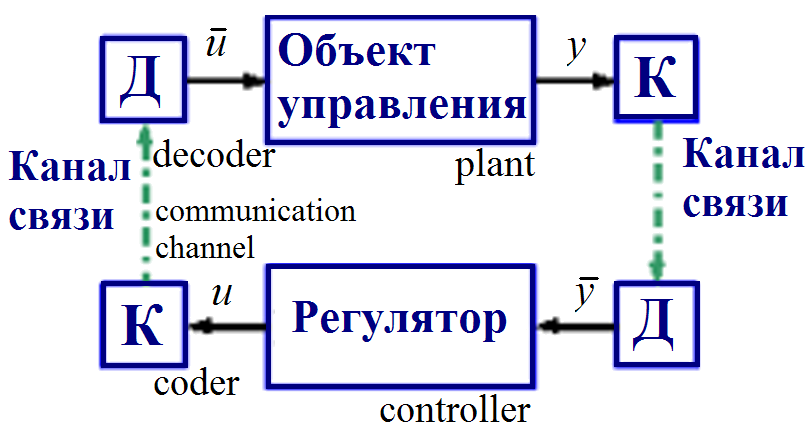 ū
Объект
управления
y
Д
К
decoder
plant
Канал
связи
Канал
связи
communication
channel
u
ȳ
К
Регулятор
Д
coder
controller